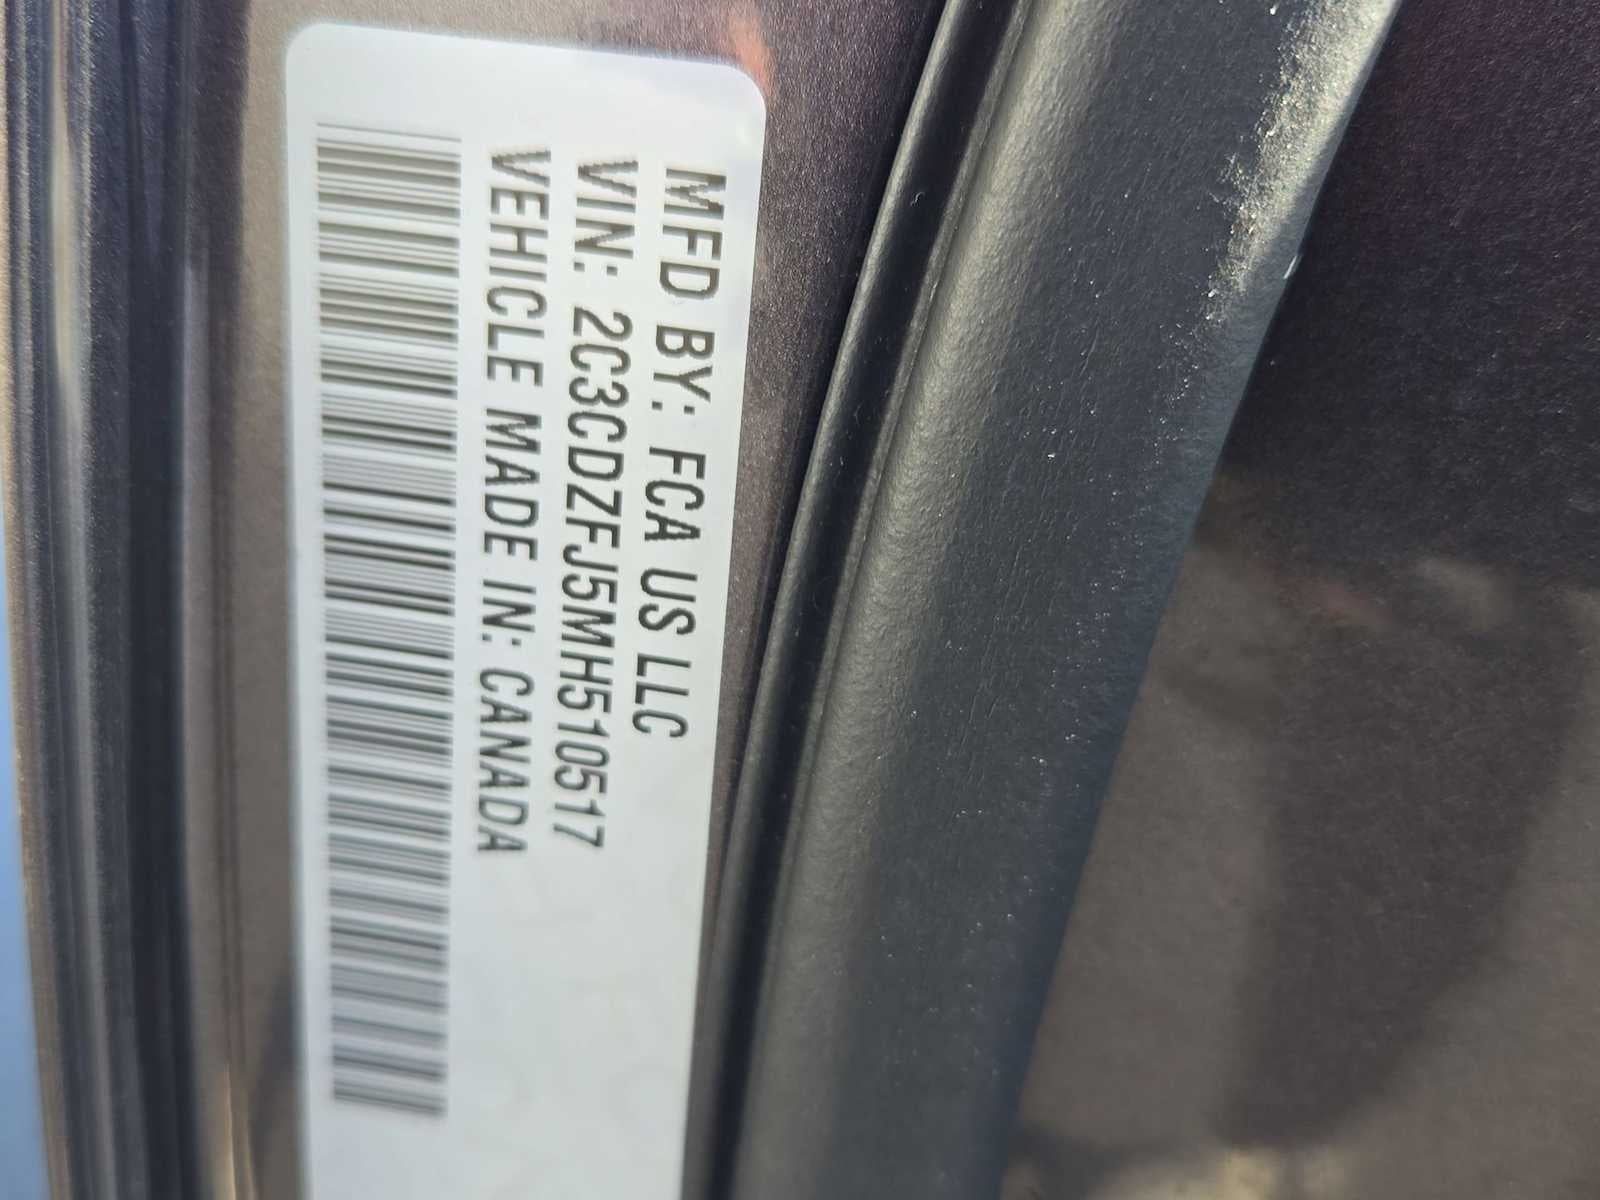 MFD BY: FCA US LLC
VIN: 2C3CDZFJ5MH510517
VEHICLE MADE IN: CANADA